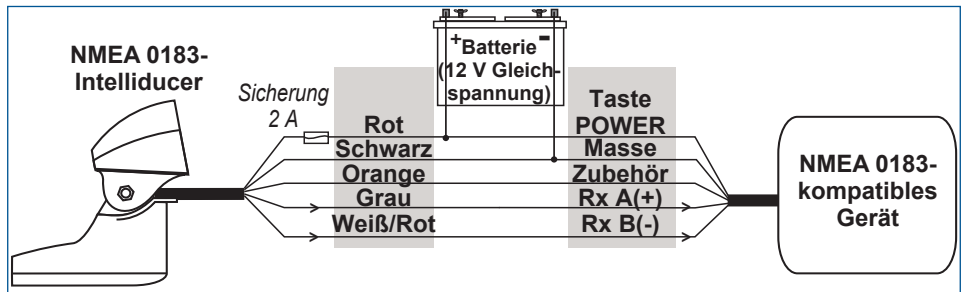 NMEA 0183-
Intelliducer
Sicherung
2 A
Rot
Schwarz
Orange
Grau
Weiß/Rot
+ Batterie -
(12 V Gleich-
spannung)
Taste
POWER
Masse
Zubehör
Rx A(+)
Rx B(-)
NMEA 0183-
kompatibles
Gerät